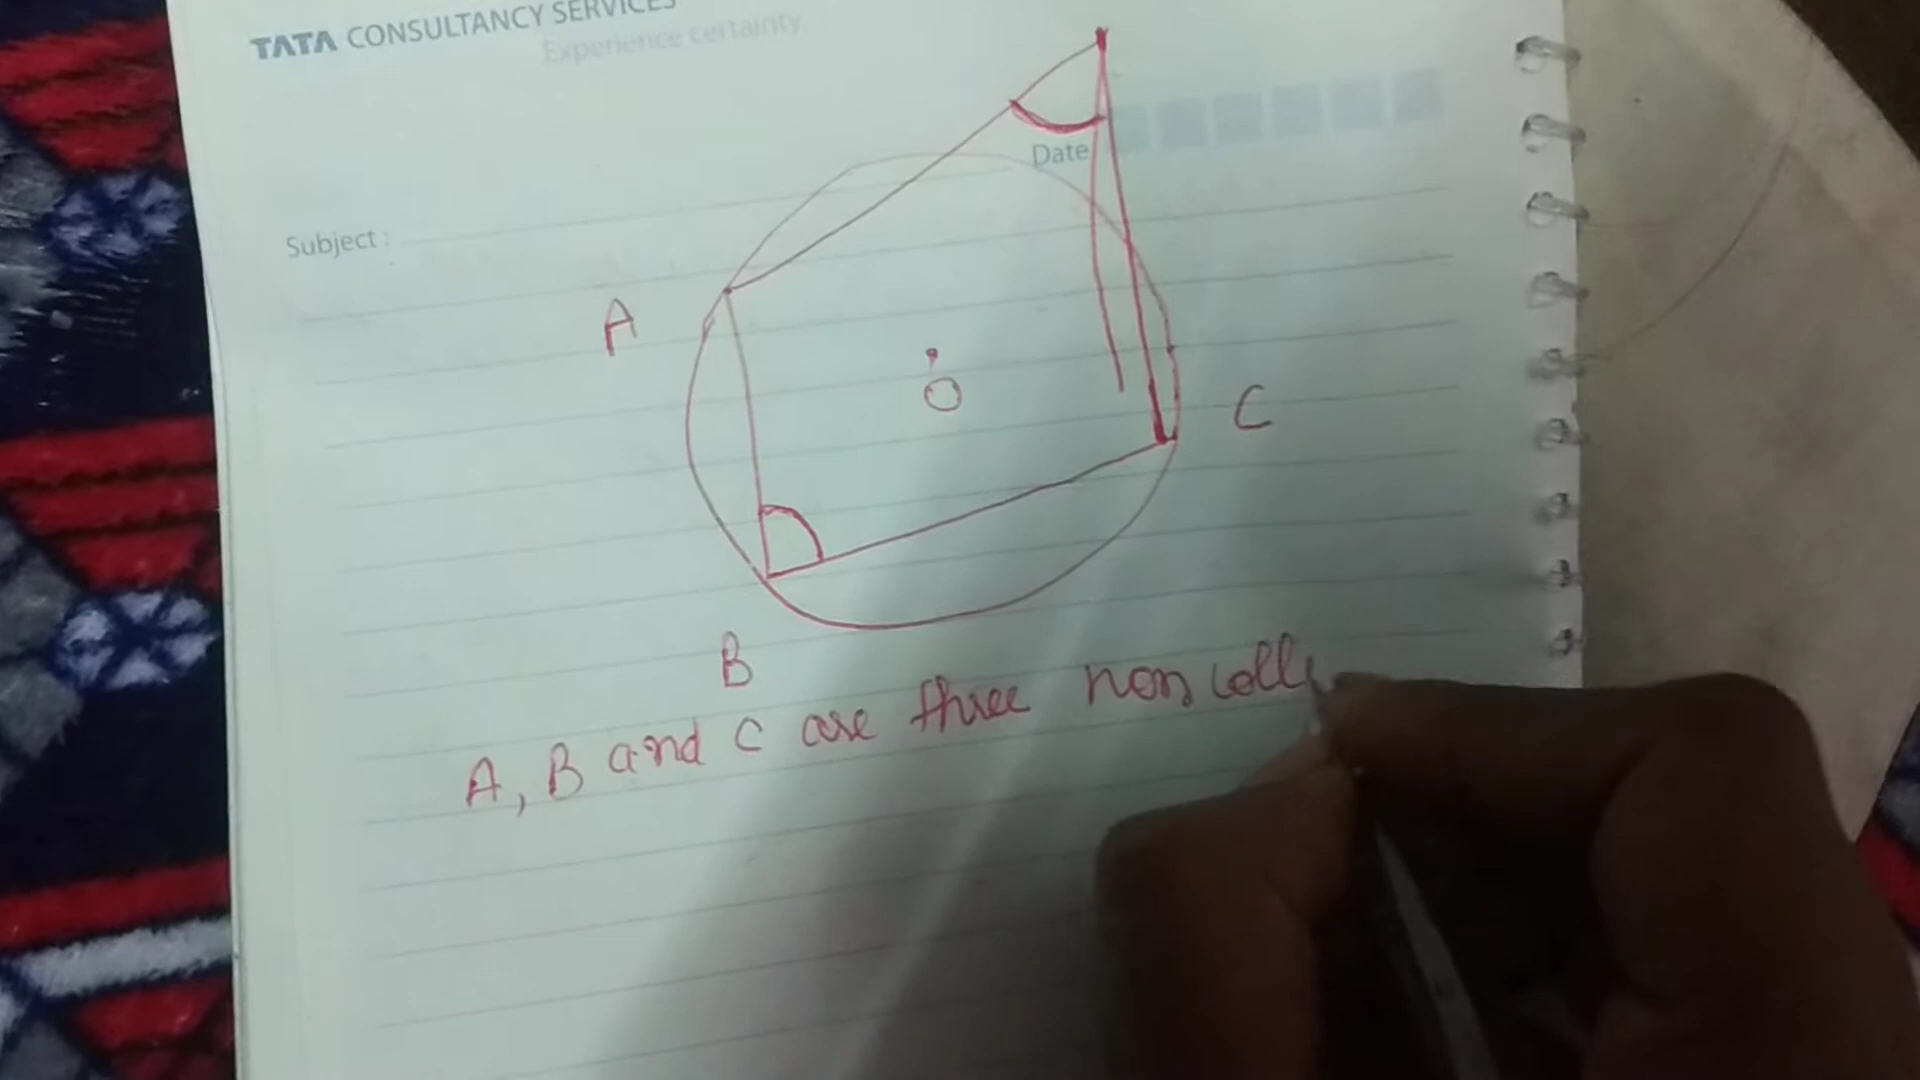 TATA CONSULTANCY SERVICES
Experience certainty.
Date
Subject :
A
O
C
B
A, B and C are three non coll